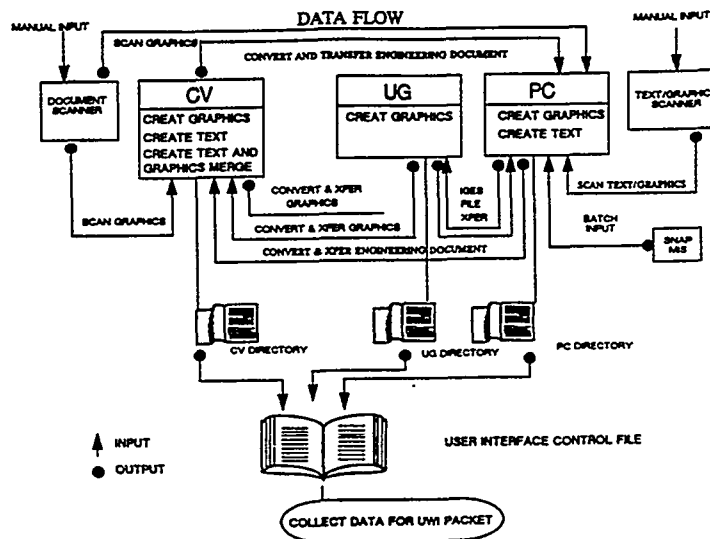 DATA FLOW
MANUAL INPUT
MANUAL INPUT
SCAN GRAPHICS
CONVERT AND TRANSFER ENGINEERING DOCUMENT
DOCUMENT
SCANNER
CV
CREAT GRAPHICS
CREATE TEXT
CREATE TEXT AND
GRAPHICS MERGE
UG
CREAT GRAPHICS
PC
CREAT GRAPHICS
CREATE TEXT
TEXT/GRAPHIC
SCANNER
SCAN GRAPHICS
CONVERT & XFER
GRAPHICS
CONVERT & XFER GRAPHICS
CONVERT & XFER ENGINEERING DOCUMENT
IGES
FILE
XPER
SCAN TEXT/GRAPHICS
BATCH
INPUT
SNAP
MIS
CV DIRECTORY
UG DIRECTORY
PC DIRECTORY
INPUT
OUTPUT
USER INTERFACE CONTROL FILE
COLLECT DATA FOR UWI PACKET